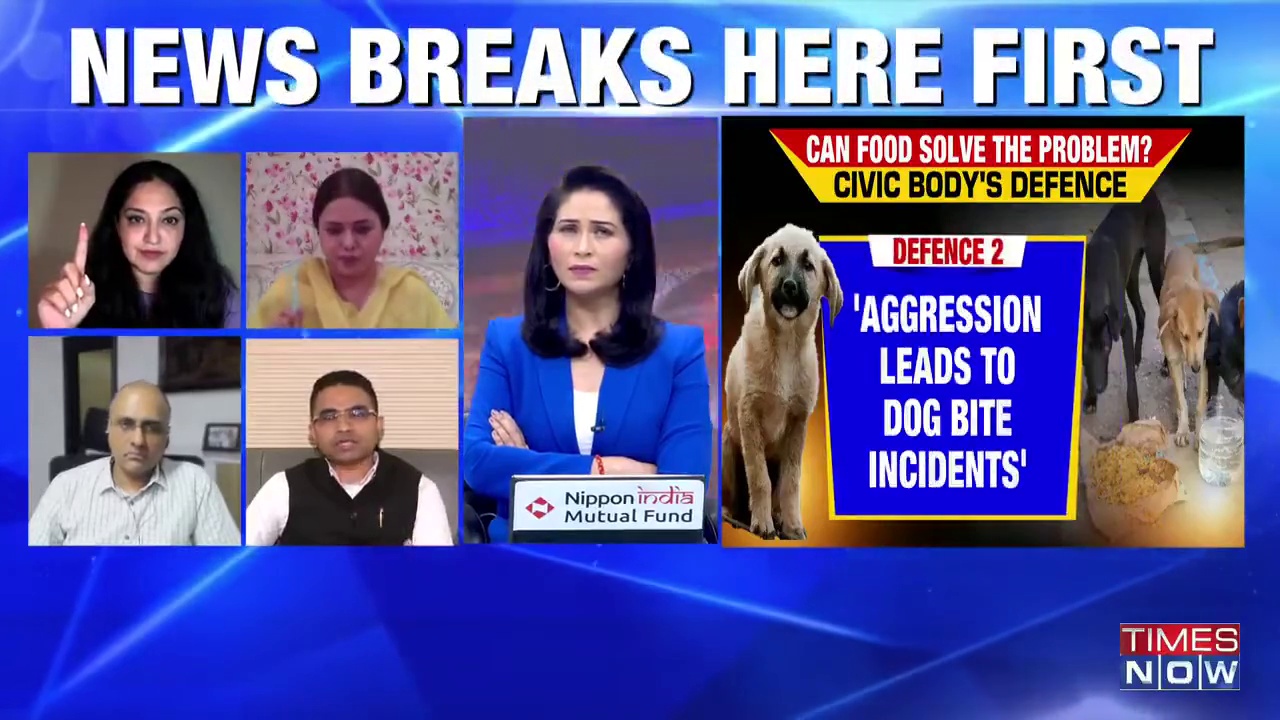 NEWS BREAKS HERE FIRST
CAN FOOD SOLVE THE PROBLEM?
CIVIC BODY'S DEFENCE
DEFENCE 2
'AGGRESSION
LEADS TO
DOG BITE
INCIDENTS'
Nippon india
Mutual Fund
TIMES
NOW